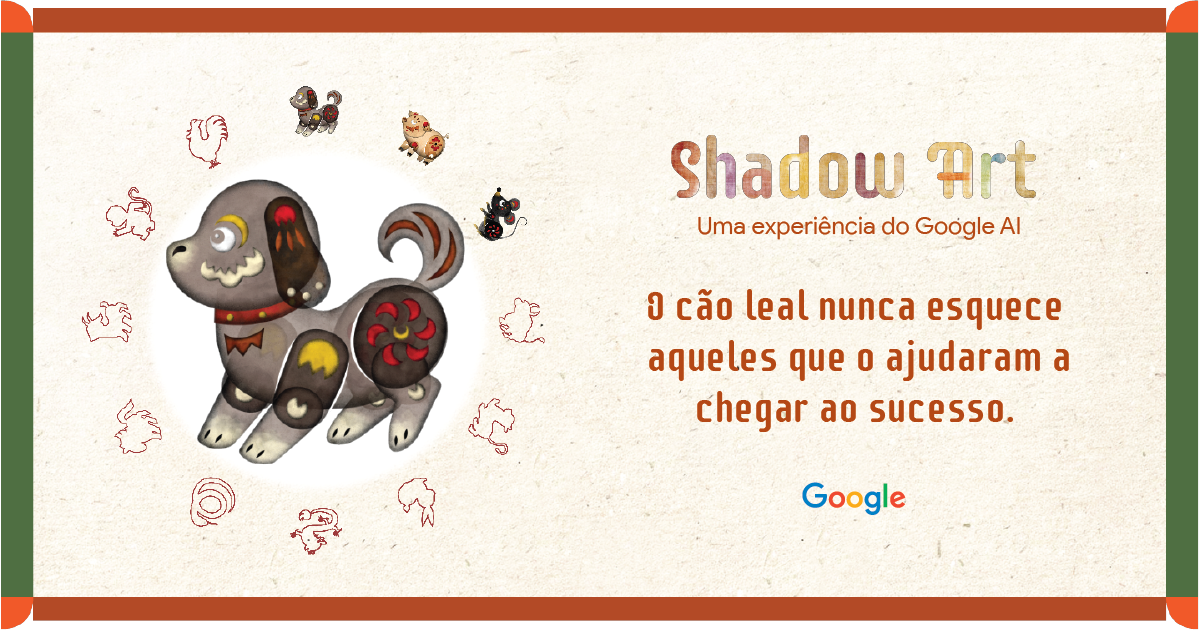 Shadow Art
Uma experiência do Google AI
O cão leal nunca esquece
aqueles que o ajudaram a
chegar ao sucesso.
Google